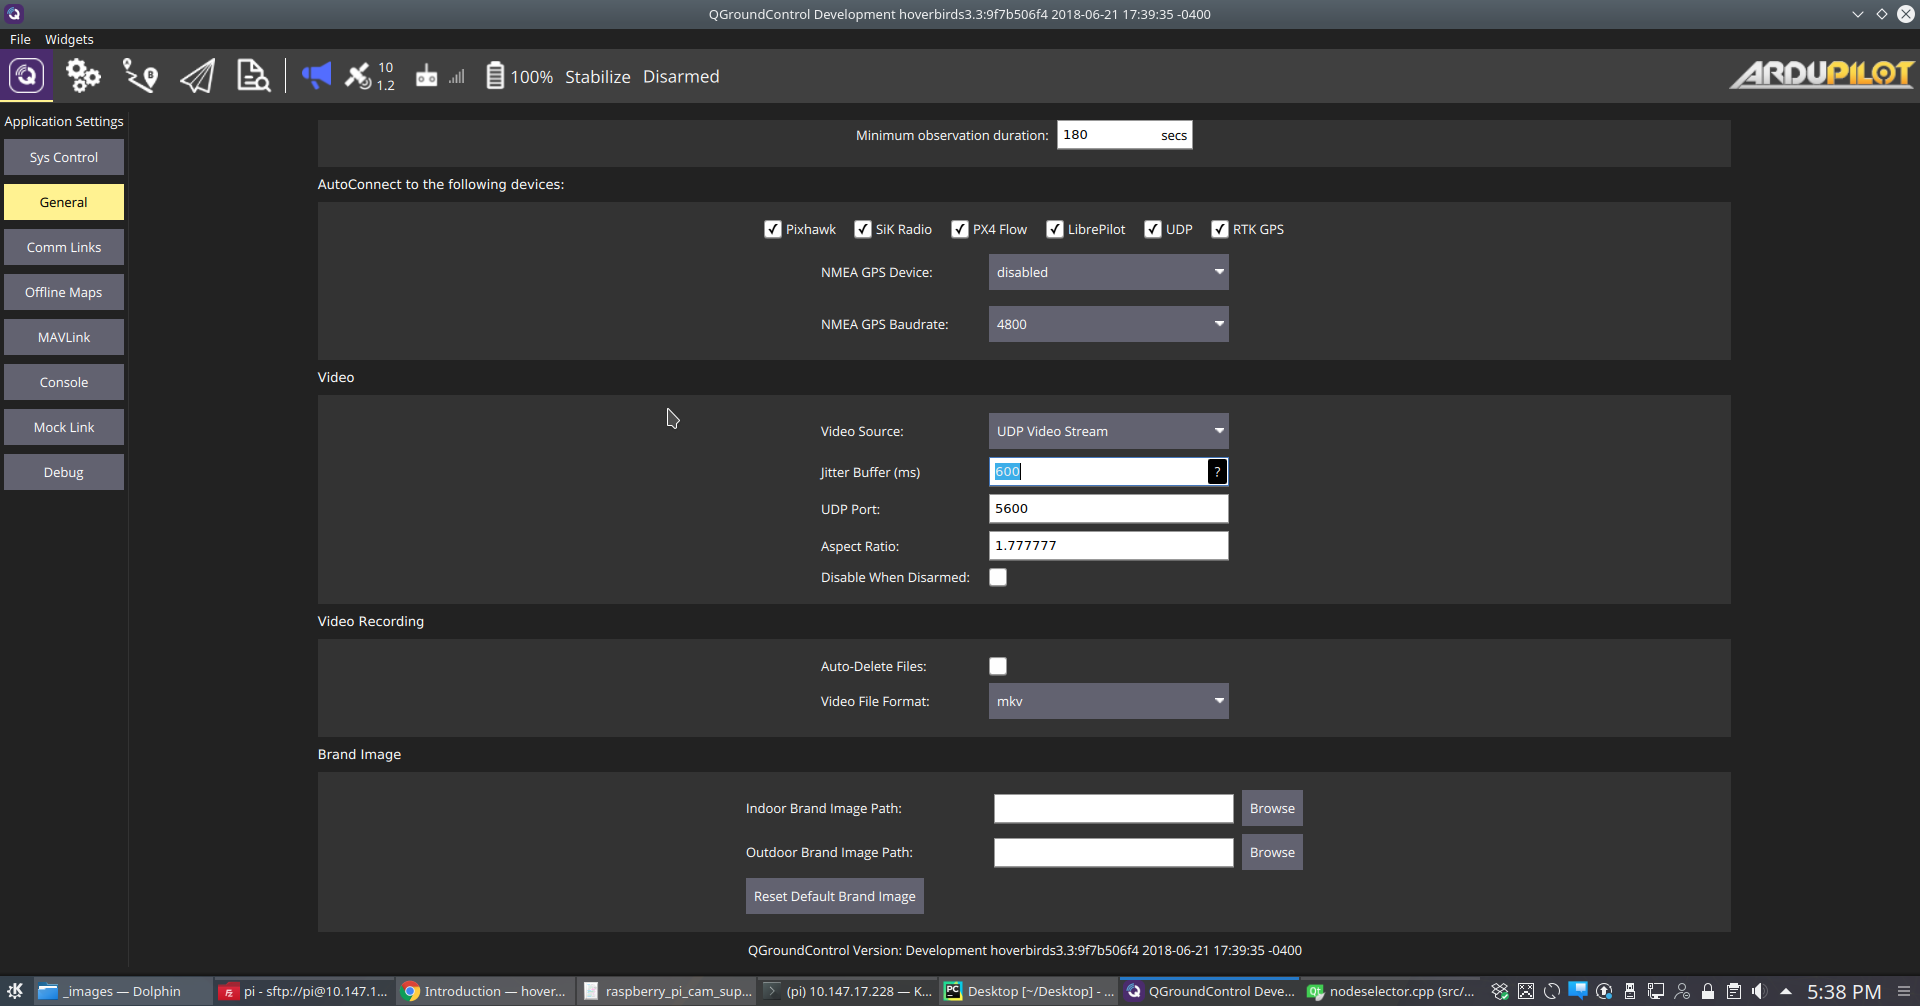 QGroundControl Development hoverbirds3.3:9f7b506f4 2018-06-21 17:39:35 -0400
File Widgets
10
1.2
100% Stabilize Disarmed
ARDUPILOT
Application Settings
Sys Control
General
Comm Links
Offline Maps
MAVLink
Console
Mock Link
Debug
Minimum observation duration: 180 secs
AutoConnect to the following devices:
Pixhawk SiK Radio PX4 Flow LibrePilot UDP RTK GPS
NMEA GPS Device: disabled
NMEA GPS Baudrate: 4800
Video
Video Source: UDP Video Stream
Jitter Buffer (ms) 600 ?
UDP Port: 5600
Aspect Ratio: 1.777777
Disable When Disarmed:
Video Recording
Auto-Delete Files:
Video File Format: mkv
Brand Image
Indoor Brand Image Path: Browse
Outdoor Brand Image Path: Browse
Reset Default Brand Image
QGroundControl Version: Development hoverbirds3.3:9f7b506f4 2018-06-21 17:39:35 -0400
_images — Dolphin pi - sftp://pi@10.147.1... Introduction — hover... raspberry_pi_cam_sup... (pi) 10.147.17.228 — K... Desktop [~/Desktop] - ... QGroundControl Deve... nodeselector.cpp (src/... 5:38 PM